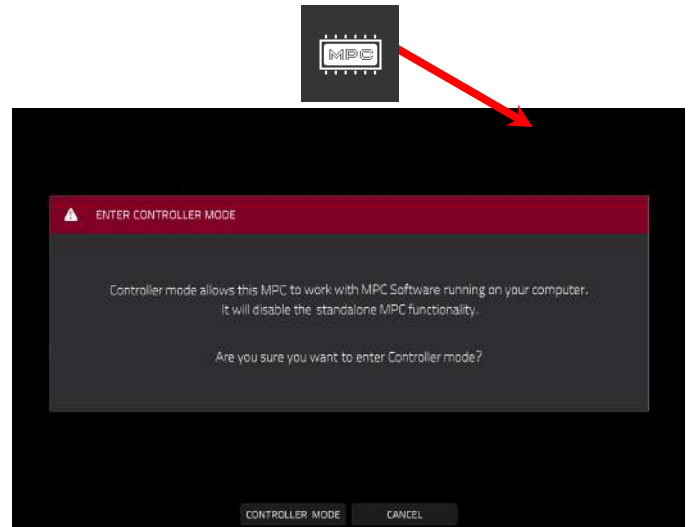 MPC
ENTER CONTROLLER MODE
Controller mode allows this MPC to work with MPC Software running on your computer.
It will disable the standalone MPC functionality.
Are you sure you want to enter Controller mode?
CONTROLLER MODE
CANCEL